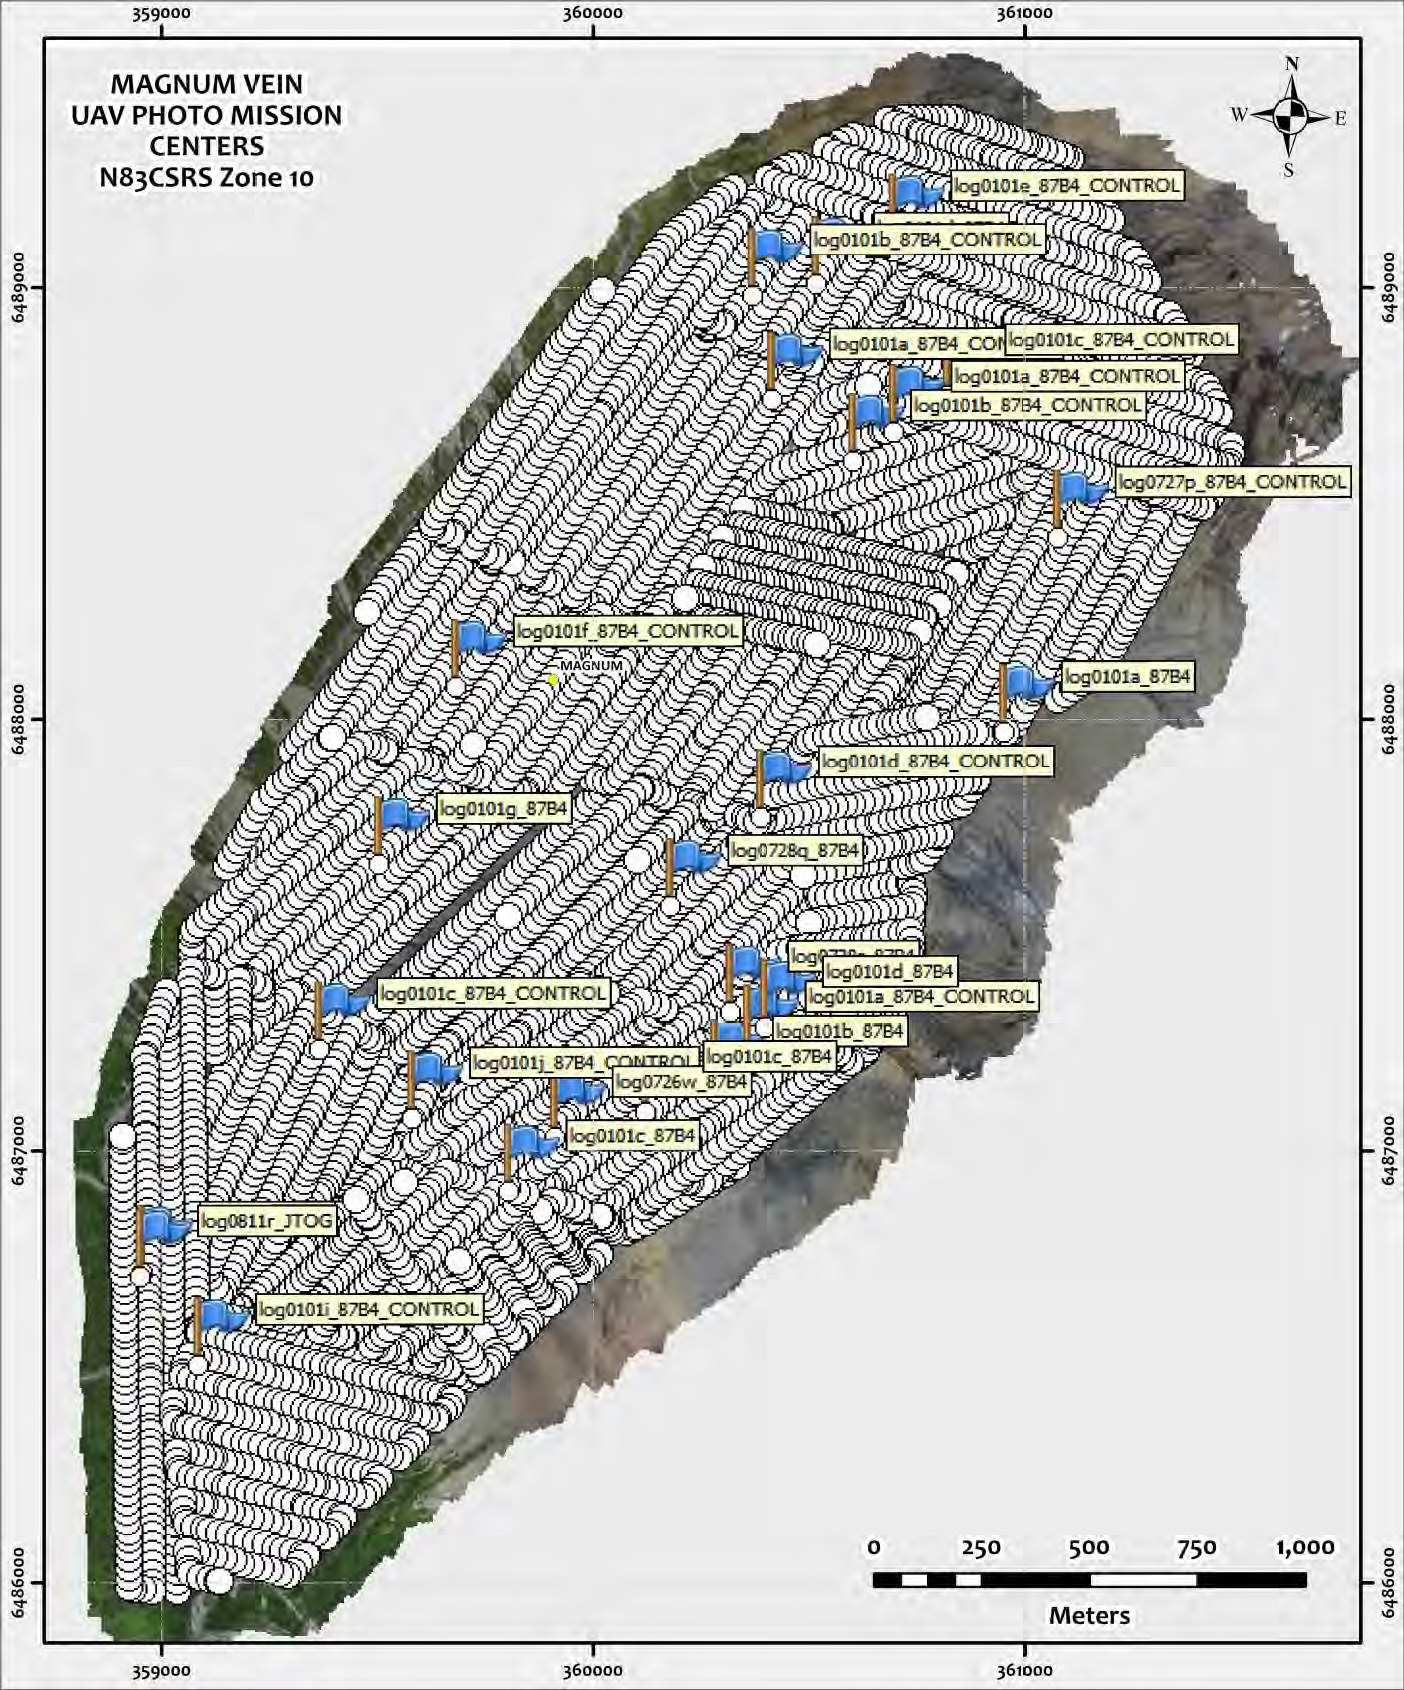 359000
360000
361000
MAGNUM VEIN
UAV PHOTO MISSION
CENTERS
N83CSRS Zone 10
N
W
E
S
log0101e_87B4_CONTROL
log0101b_87B4_CONTROL
6489000
6489000
log0101a_87B4_CON
log0101c_87B4_CONTROL
log0101a_87B4_CONTROL
log0101b_87B4_CONTROL
log0727p_87B4_CONTROL
log0101f_87B4_CONTROL
MAGNUM
log0101a_87B4
6488000
6488000
log0101d_87B4_CONTROL
log0101g_87B4
log0728q_87B4
log0101d_87B4
log0101c_87B4_CONTROL
log0101a_87B4_CONTROL
log0101b_87B4
log0101j_87B4_CONTROL
log0101c_87B4
log0726w_87B4
log0101c_87B4
6487000
6487000
log0811r_JTOG
log0101i_87B4_CONTROL
0 250 500 750 1,000
Meters
6486000
6486000
359000
360000
361000